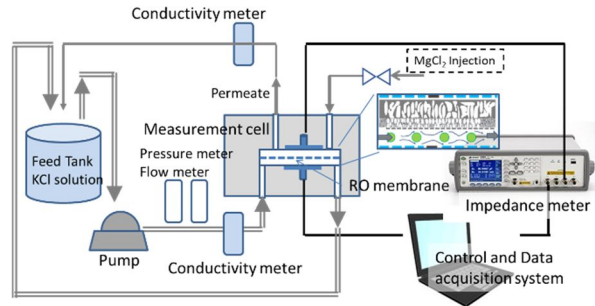 Conductivity meter
MgCl₂ Injection
Permeate
Measurement cell
Feed Tank
KCl solution
Pressure meter
Flow meter
RO membrane
Impedance meter
Pump
Conductivity meter
Control and Data
acquisition system